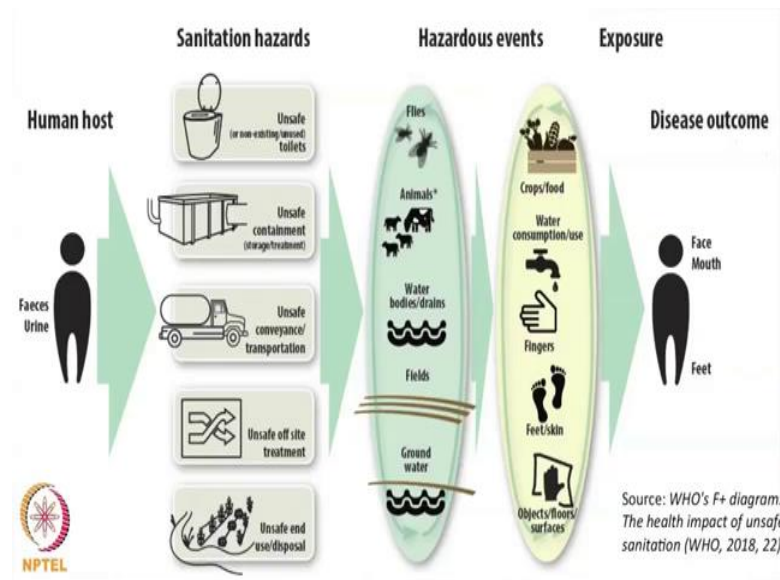 Sanitation hazards
Hazardous events
Exposure
Human host
Disease outcome
Faeces
Urine
Unsafe
(or non-existing/unused)
toilets
Unsafe
containment
(storage/treatment)
Unsafe
conveyance/
transportation
Unsafe off site
treatment
Unsafe end
use/disposal
Flies
Animals*
Water
bodies/drains
Fields
Ground
water
Crops/food
Water
consumption/use
Fingers
Feet/skin
Objects/floors/
surfaces
Face
Mouth
Feet
Source: WHO's F+ diagram.
The health impact of unsafe
sanitation (WHO, 2018, 22)
NPTEL